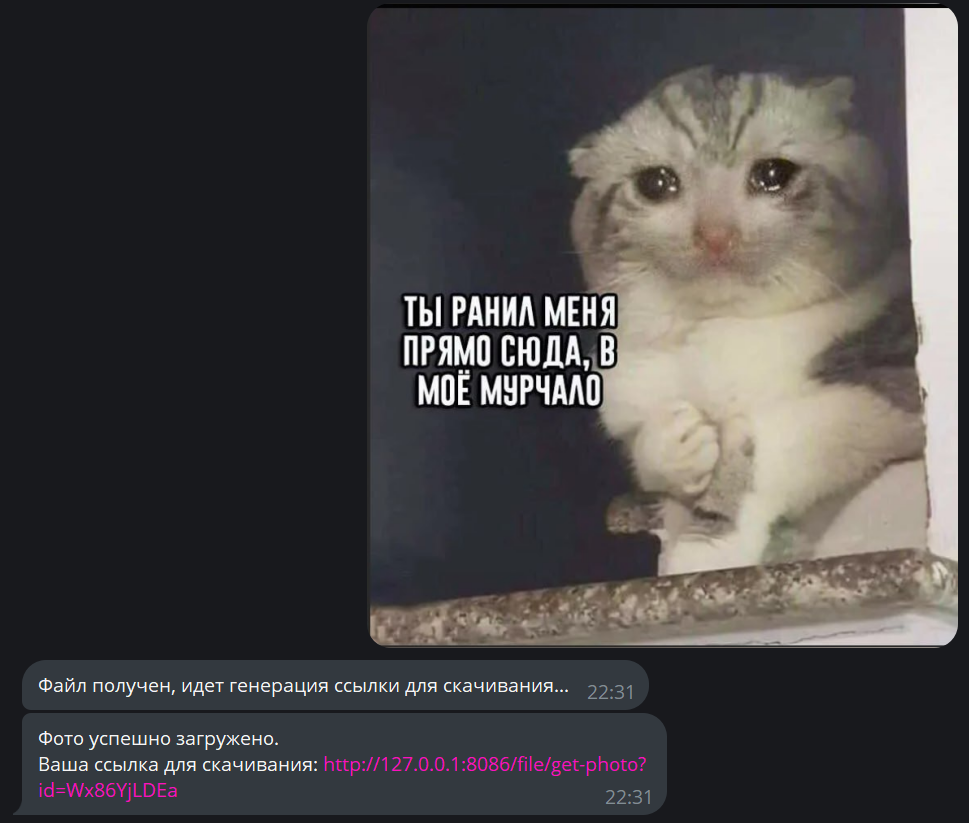 ТЫ РАНИЛ МЕНЯ
ПРЯМО СЮДА, В
МОЁ МУРЧАЛО
Файл получен, идет генерация ссылки для скачивания... 22:31
Фото успешно загружено.
Ваша ссылка для скачивания: http://127.0.0.1:8086/file/get-photo?
id=Wx86YjLDEa 22:31